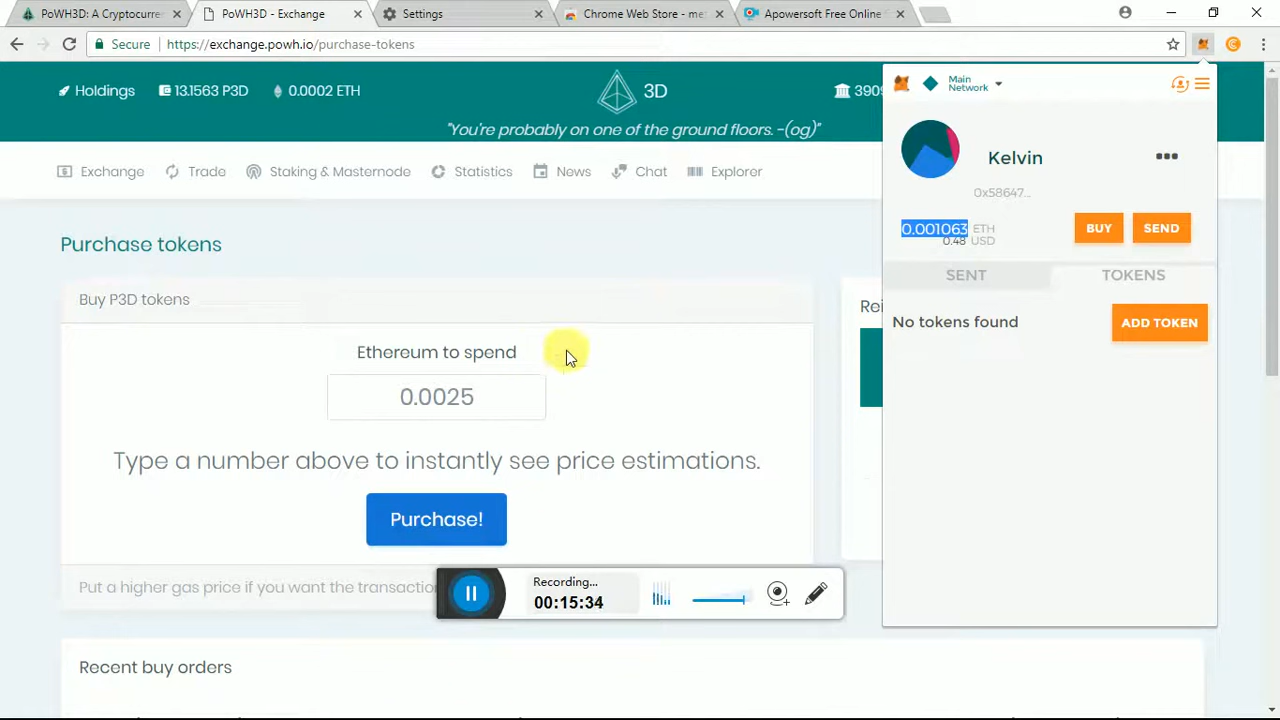 PoWH3D: A Cryptocurre
PoWH3D - Exchange
Settings
Chrome Web Store - me
Apowersoft Free Online
Secure
https://exchange.powh.io/purchase-tokens
Holdings
13.1563 P3D
0.0002 ETH
3D
3909
"You're probably on one of the ground floors. -(og)"
Exchange
Trade
Staking & Masternode
Statistics
News
Chat
Explorer
Main
Network
Kelvin
0x58647...
0.001063 ETH
0.48 USD
BUY
SEND
SENT
TOKENS
No tokens found
ADD TOKEN
Purchase tokens
Buy P3D tokens
Rei
Ethereum to spend
0.0025
Type a number above to instantly see price estimations.
Purchase!
Put a higher gas price if you want the transactio
Recording...
00:15:34
Recent buy orders